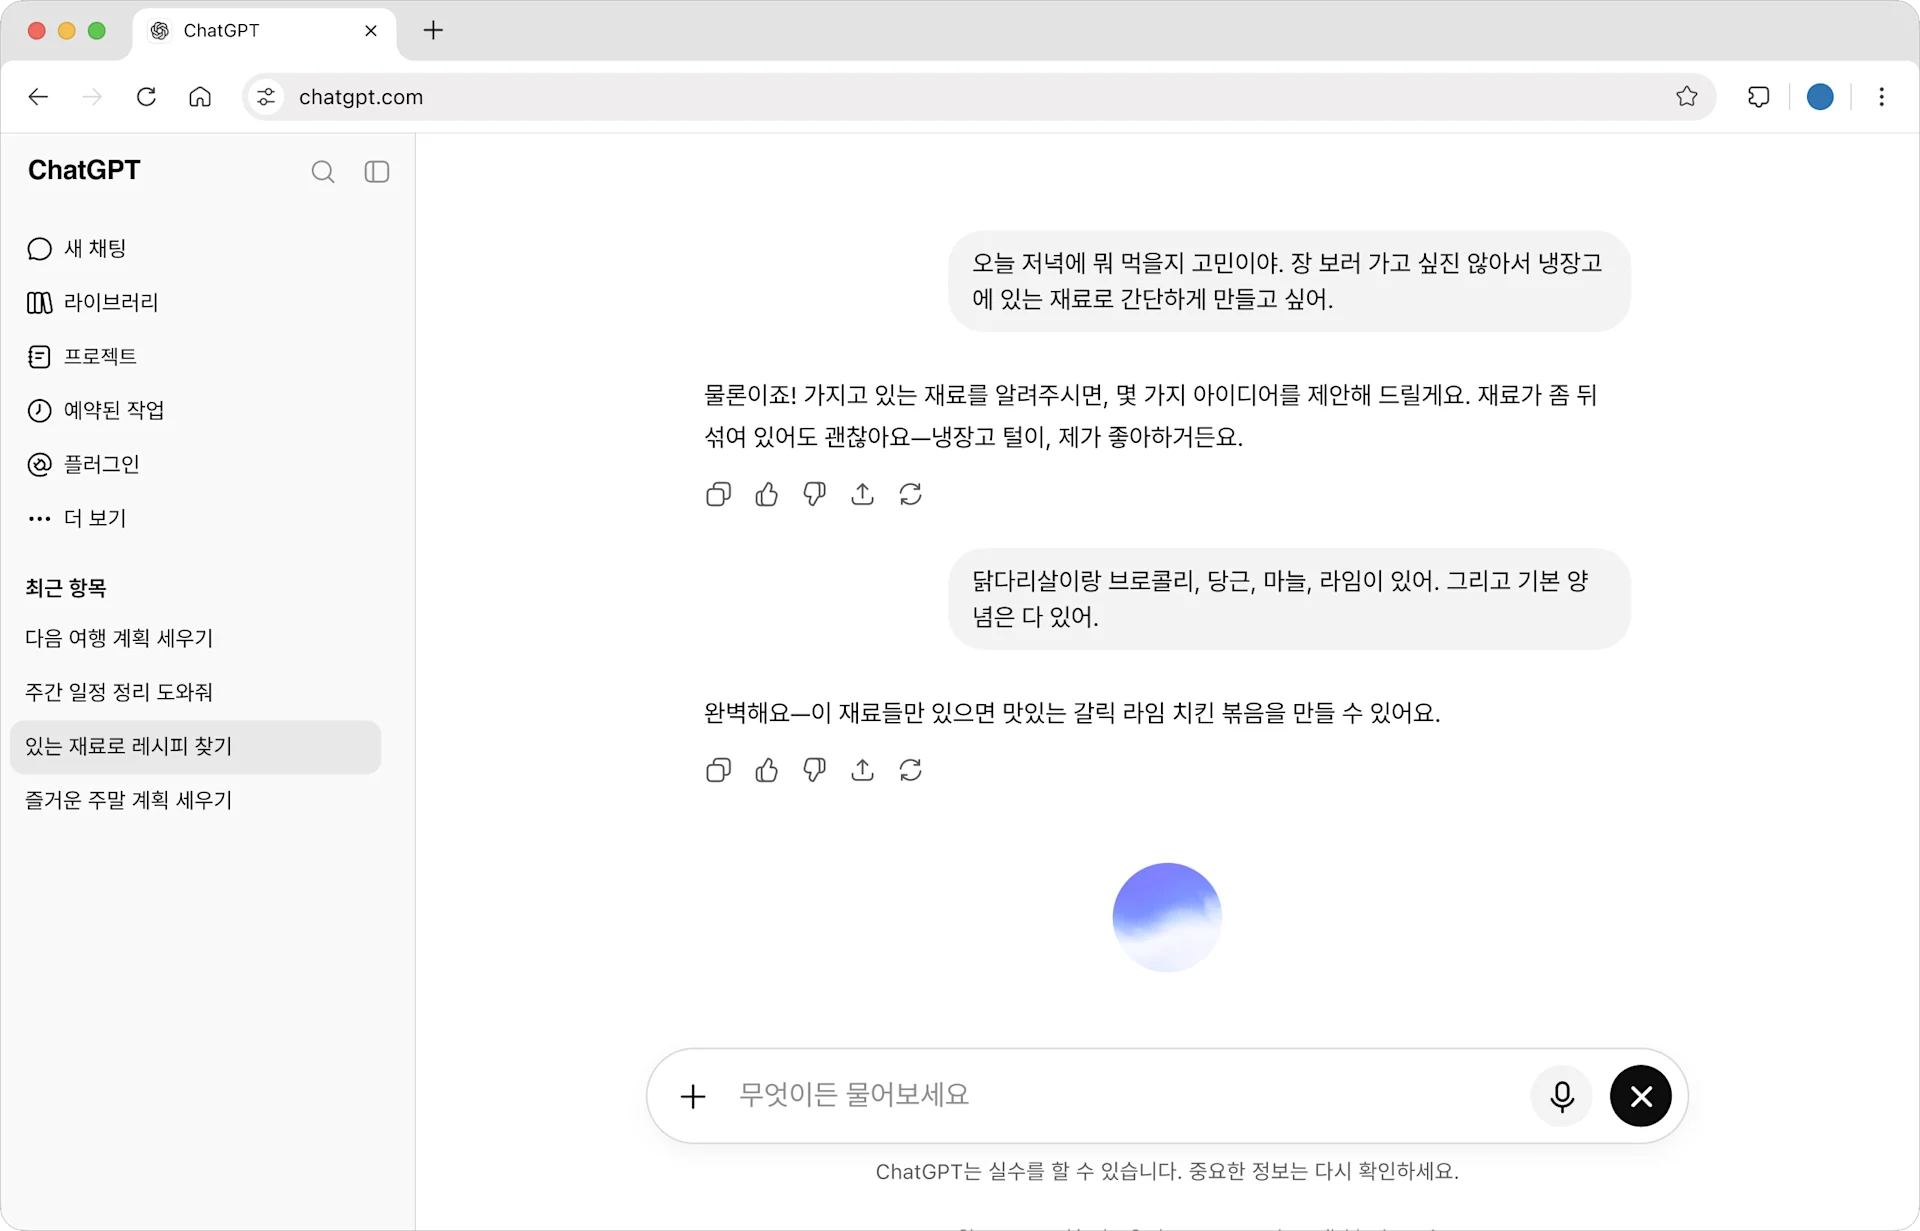 ChatGPT
chatgpt.com
ChatGPT
새 채팅
라이브러리
프로젝트
예약된 작업
플러그인
더 보기
최근 항목
다음 여행 계획 세우기
주간 일정 정리 도와줘
있는 재료로 레시피 찾기
즐거운 주말 계획 세우기
오늘 저녁에 뭐 먹을지 고민이야. 장 보러 가고 싶진 않아서 냉장고
에 있는 재료로 간단하게 만들고 싶어.
물론이죠! 가지고 있는 재료를 알려주시면, 몇 가지 아이디어를 제안해 드릴게요. 재료가 좀 뒤
섞여 있어도 괜찮아요—냉장고 털이, 제가 좋아하거든요.
닭다리살이랑 브로콜리, 당근, 마늘, 라임이 있어. 그리고 기본 양
념은 다 있어.
완벽해요—이 재료들만 있으면 맛있는 갈릭 라임 치킨 볶음을 만들 수 있어요.
무엇이든 물어보세요
ChatGPT는 실수를 할 수 있습니다. 중요한 정보는 다시 확인하세요.